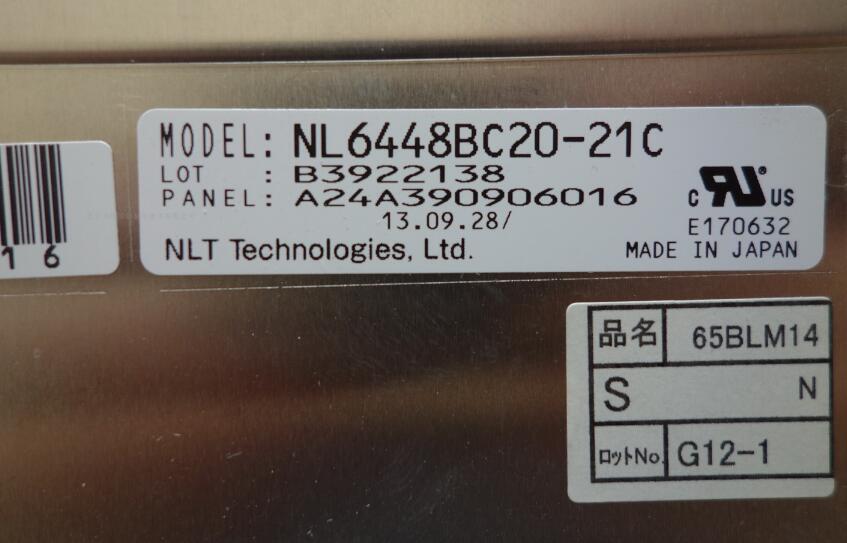 MODEL: NL6448BC20-21C
LOT : B3922138
PANEL: A24A390906016
13.09.28/
NLT Technologies, Ltd.
c RU ® US
E170632
MADE IN JAPAN
16
品名 65BLM14
S N
ロットNo. G12-1